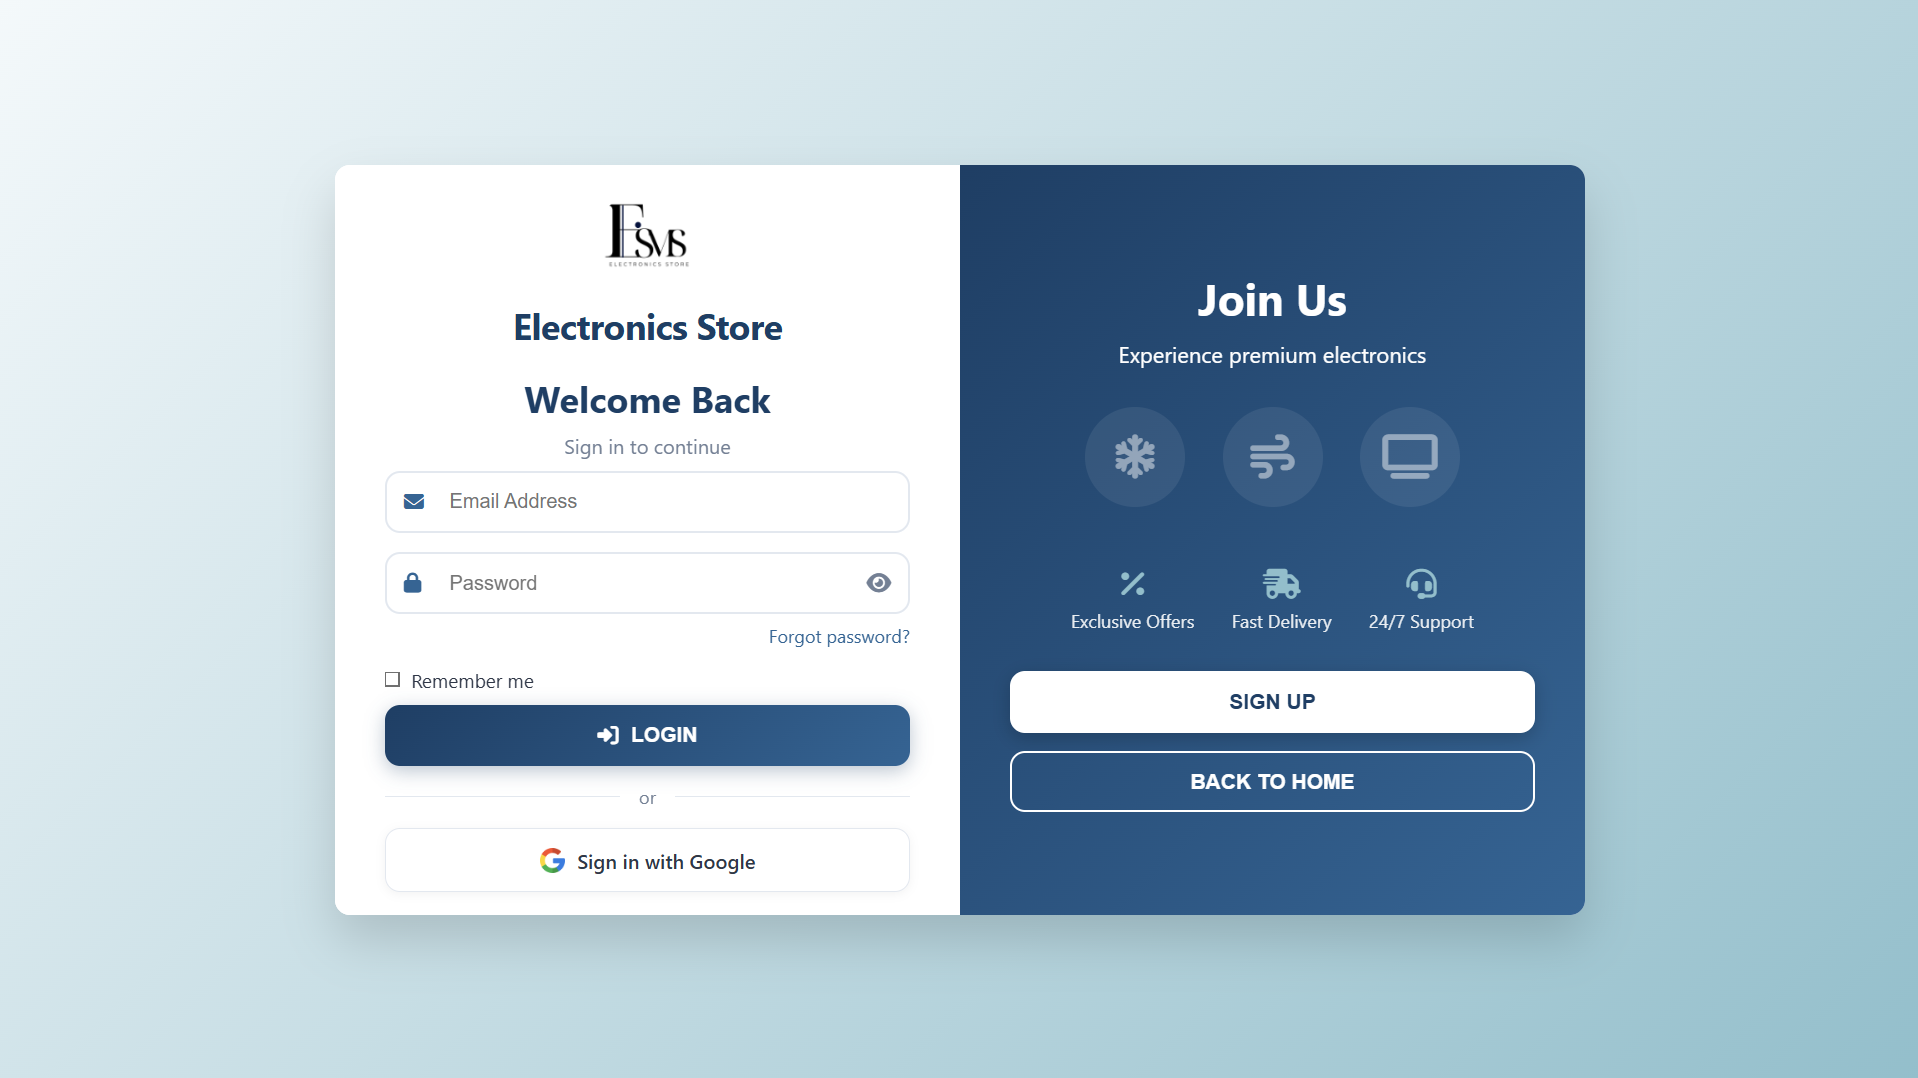 Esms
ELECTRONICS STORE
Electronics Store
Welcome Back
Sign in to continue
Email Address
Password
Forgot password?
Remember me
LOGIN
or
Sign in with Google
Join Us
Experience premium electronics
Exclusive Offers
Fast Delivery
24/7 Support
SIGN UP
BACK TO HOME